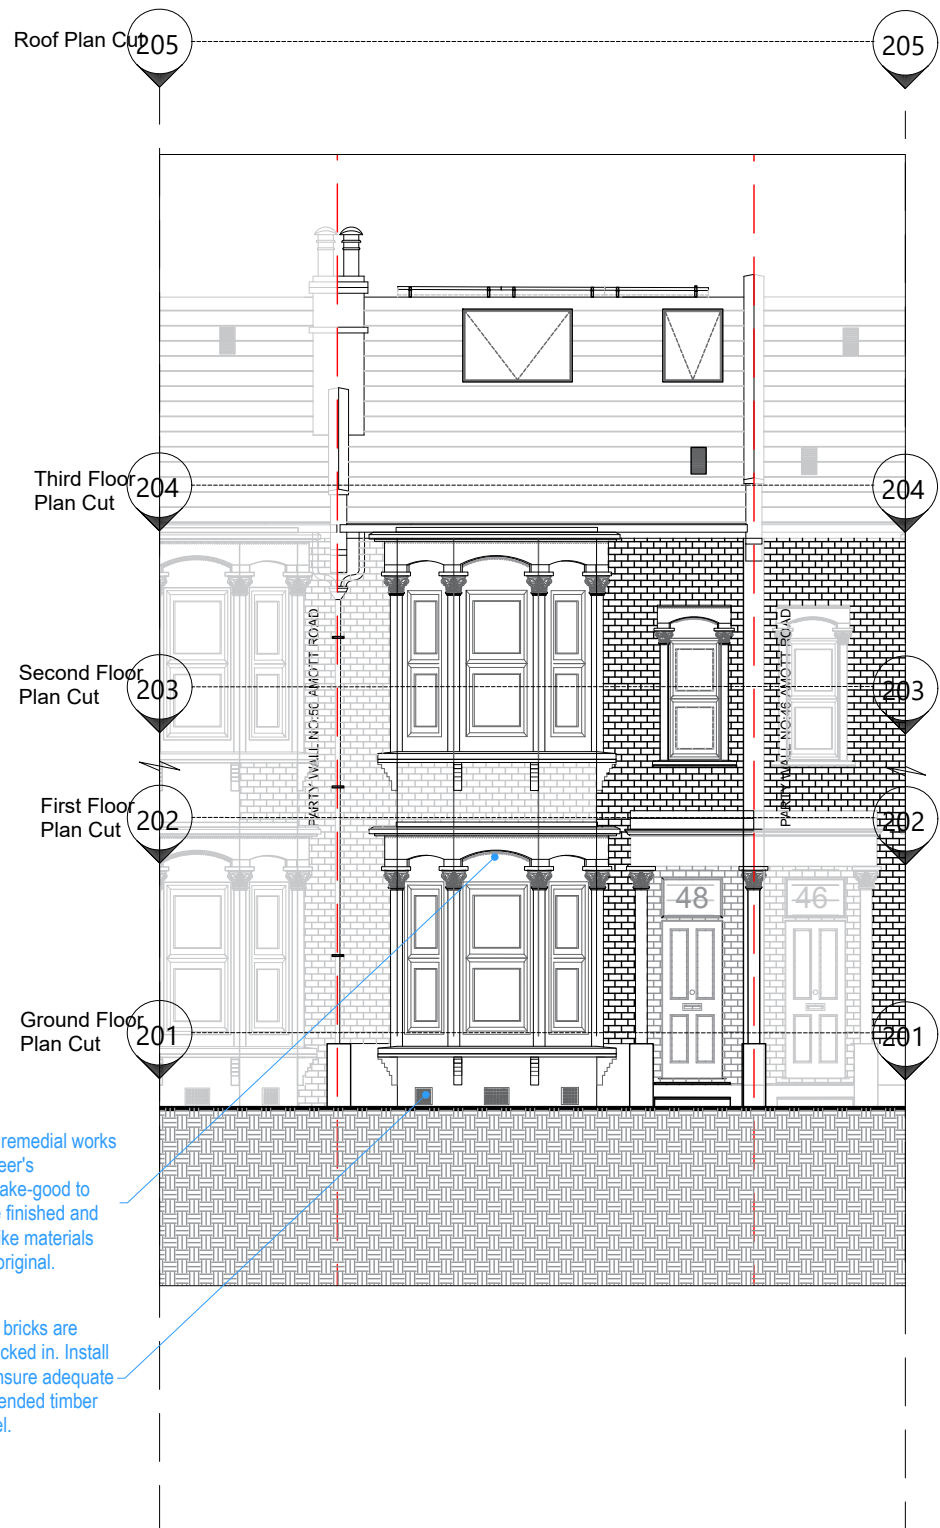 Roof Plan Cut
205
205
Third Floor
Plan Cut
204
204
PARTY WALL NO:50 AMOTT ROAD
PARTY WALL NO:46 AMOTT ROAD
Second Floor
Plan Cut
203
203
First Floor
Plan Cut
202
202
48
46
Ground Floor
Plan Cut
201
201
remedial works
eer's
ake-good to
finished and
ke materials
original.
bricks are
cked in. Install
nsure adequate
ended timber
el.